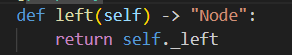 def left(self) -> "Node":
    return self._left